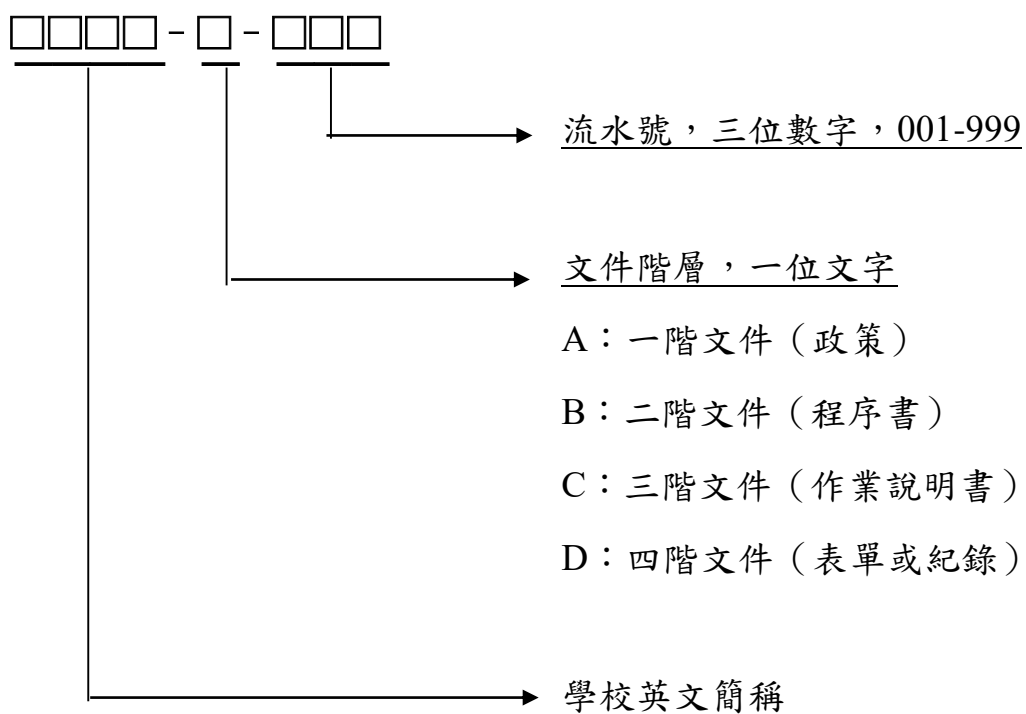 □□□□-□-□□□
流水號，三位數字，001-999
文件階層，一位文字
A：一階文件（政策）
B：二階文件（程序書）
C：三階文件（作業說明書）
D：四階文件（表單或紀錄）
學校英文簡稱